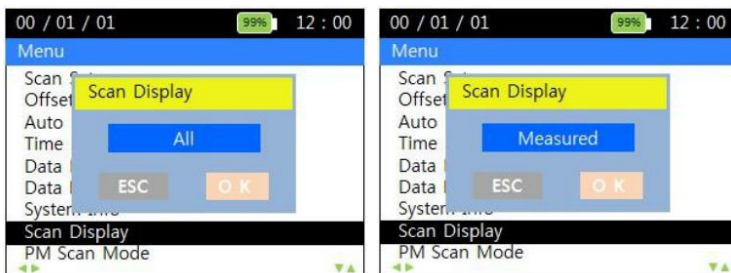 00 / 01 / 01 99% 12 : 00
Menu
Scan
Offset
Scan Display
Auto
Time
All
Data
Data
ESC O K
System Info
Scan Display
PM Scan Mode
00 / 01 / 01 99% 12 : 00
Menu
Scan
Offset
Scan Display
Auto
Time
Measured
Data
Data
ESC O K
System Info
Scan Display
PM Scan Mode